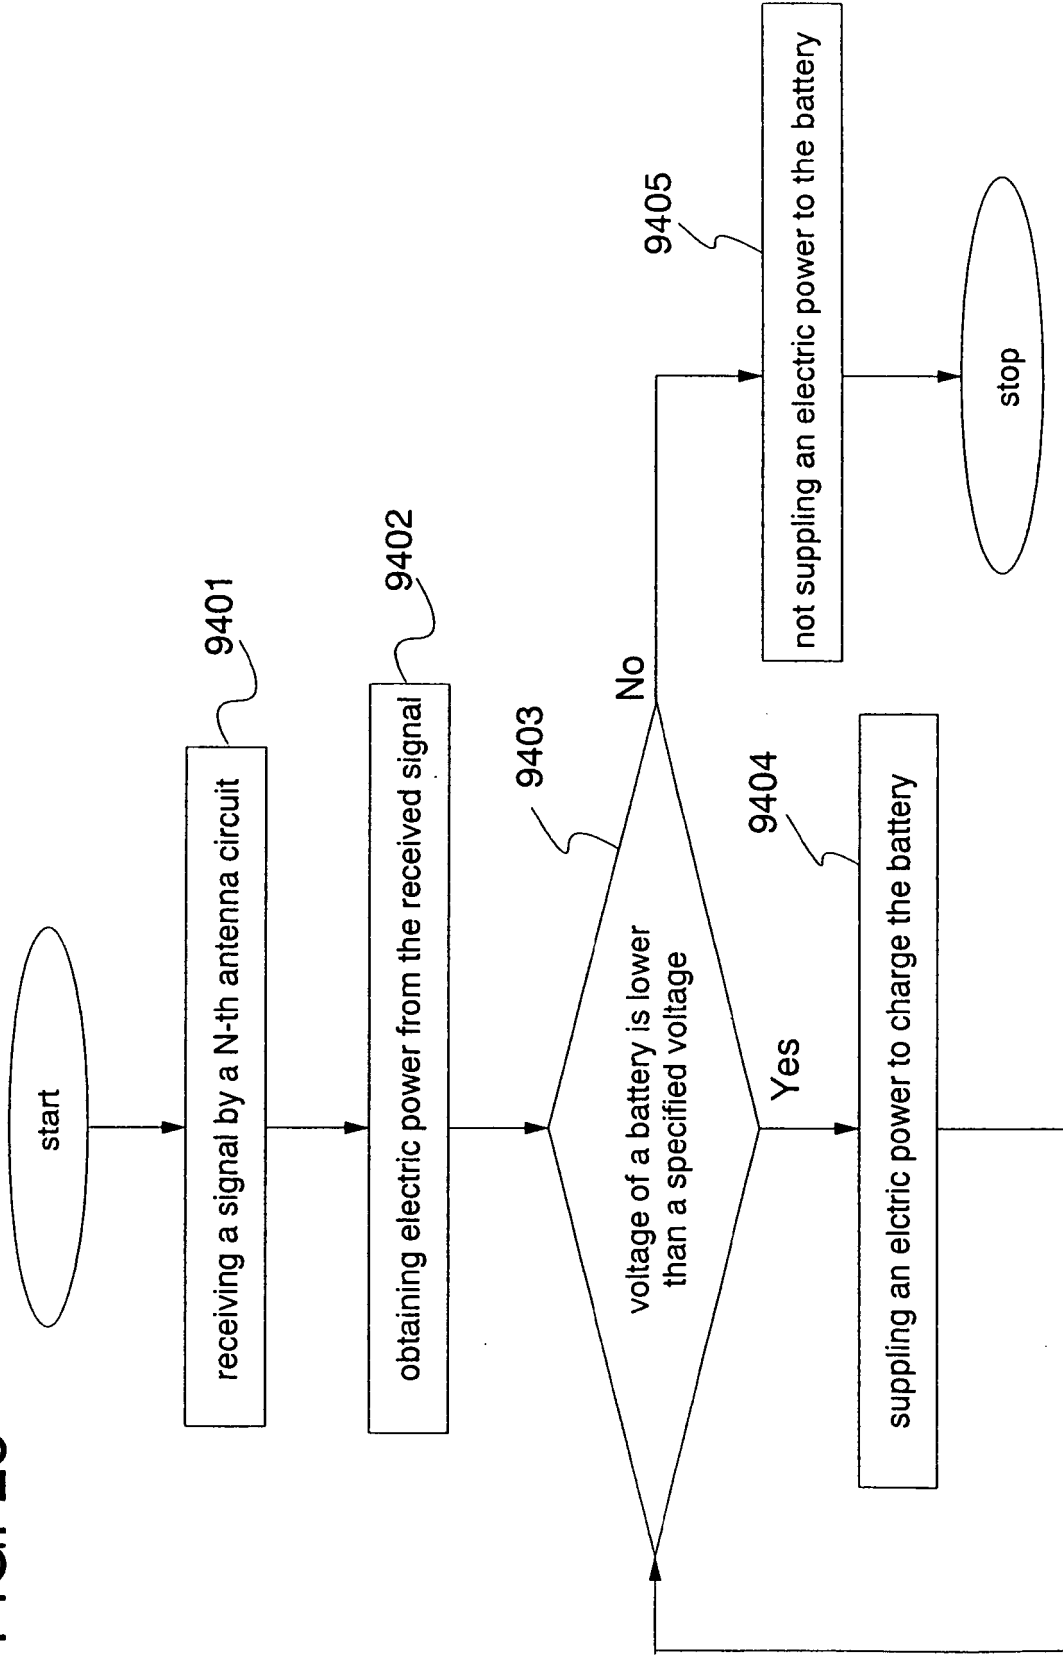 start
receiving a signal by a N-th antenna circuit
9401
obtaining electric power from the received signal
9402
voltage of a battery is lower
than a specified voltage
9403
No
Yes
suppling an elctric power to charge the battery
9404
not suppling an electric power to the battery
9405
stop